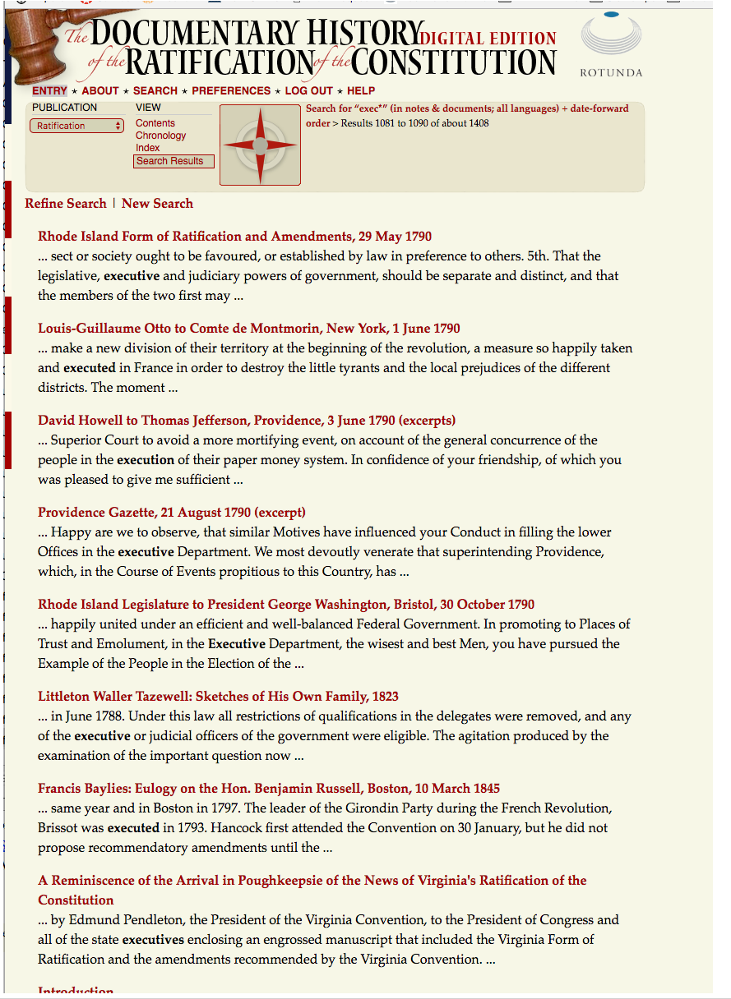 The DOCUMENTARY HISTORY DIGITAL EDITION
of the RATIFICATION of the CONSTITUTION
ROTUNDA
ENTRY ★ ABOUT ★ SEARCH ★ PREFERENCES ★ LOG OUT ★ HELP
PUBLICATION
Ratification
VIEW
Contents
Chronology
Index
Search Results
Search for “exec*” (in notes & documents; all languages) + date-forward
order > Results 1081 to 1090 of about 1408
Refine Search | New Search
Rhode Island Form of Ratification and Amendments, 29 May 1790
... sect or society ought to be favoured, or established by law in preference to others. 5th. That the
legislative, executive and judiciary powers of government, should be separate and distinct, and that
the members of the two first may ...
Louis-Guillaume Otto to Comte de Montmorin, New York, 1 June 1790
... make a new division of their territory at the beginning of the revolution, a measure so happily taken
and executed in France in order to destroy the little tyrants and the local prejudices of the different
districts. The moment ...
David Howell to Thomas Jefferson, Providence, 3 June 1790 (excerpts)
... Superior Court to avoid a more mortifying event, on account of the general concurrence of the
people in the execution of their paper money system. In confidence of your friendship, of which you
was pleased to give me sufficient ...
Providence Gazette, 21 August 1790 (excerpt)
... Happy are we to observe, that similar Motives have influenced your Conduct in filling the lower
Offices in the executive Department. We most devoutly venerate that superintending Providence,
which, in the Course of Events propitious to this Country, has ...
Rhode Island Legislature to President George Washington, Bristol, 30 October 1790
... happily united under an efficient and well-balanced Federal Government. In promoting to Places of
Trust and Emolument, in the Executive Department, the wisest and best Men, you have pursued the
Example of the People in the Election of the ...
Littleton Waller Tazewell: Sketches of His Own Family, 1823
... in June 1788. Under this law all restrictions of qualifications in the delegates were removed, and any
of the executive or judicial officers of the government were eligible. The agitation produced by the
examination of the important question now ...
Francis Baylies: Eulogy on the Hon. Benjamin Russell, Boston, 10 March 1845
... same year and in Boston in 1797. The leader of the Girondin Party during the French Revolution,
Brissot was executed in 1793. Hancock first attended the Convention on 30 January, but he did not
propose recommendatory amendments until the ...
A Reminiscence of the Arrival in Poughkeepsie of the News of Virginia's Ratification of the
Constitution
... by Edmund Pendleton, the President of the Virginia Convention, to the President of Congress and
all of the state executives enclosing an engrossed manuscript that included the Virginia Form of
Ratification and the amendments recommended by the Virginia Convention. ...
Introduction